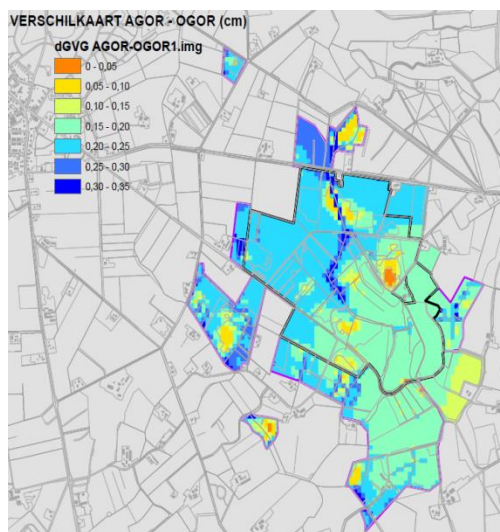 VERSCHILKAART AGOR - OGOR (cm)
dGVG AGOR-OGOR1.img
0 - 0,05
0,05 - 0,10
0,10 - 0,15
0,15 - 0,20
0,20 - 0,25
0,25 - 0,30
0,30 - 0,35